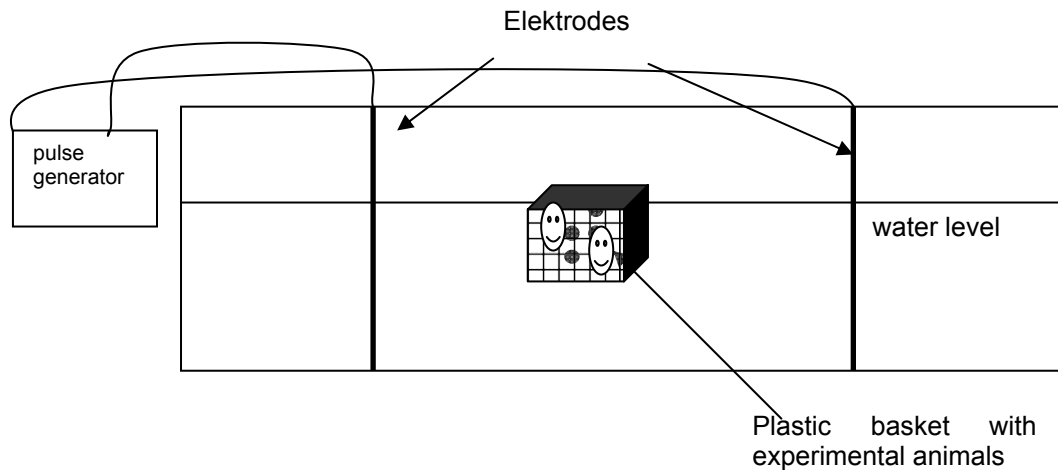 Elektrodes
pulse
generator
water level
Plastic basket with
experimental animals